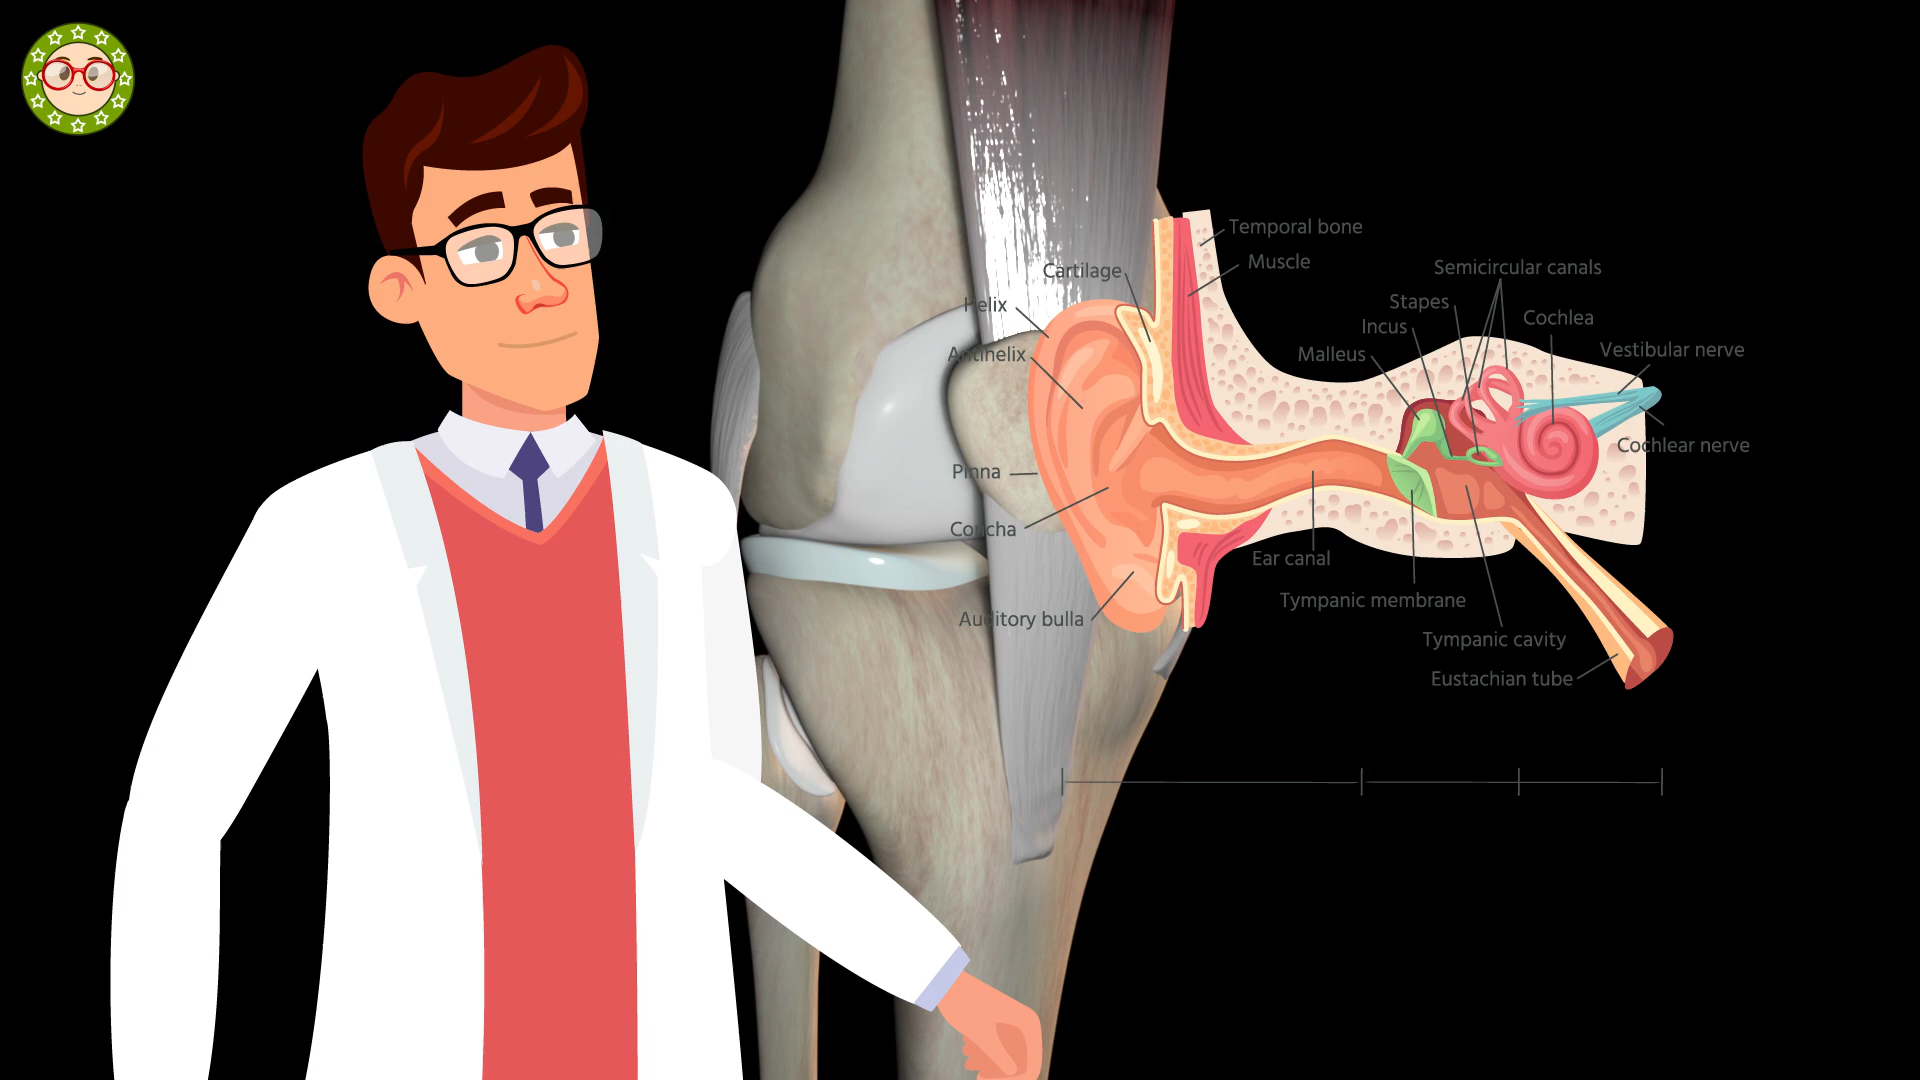 Temporal bone
Muscle
Cartilage
Semicircular canals
Helix
Stapes
Cochlea
Incus
Antihelix
Malleus
Vestibular nerve
Cochlear nerve
Pinna
Concha
Ear canal
Tympanic membrane
Auditory bulla
Tympanic cavity
Eustachian tube